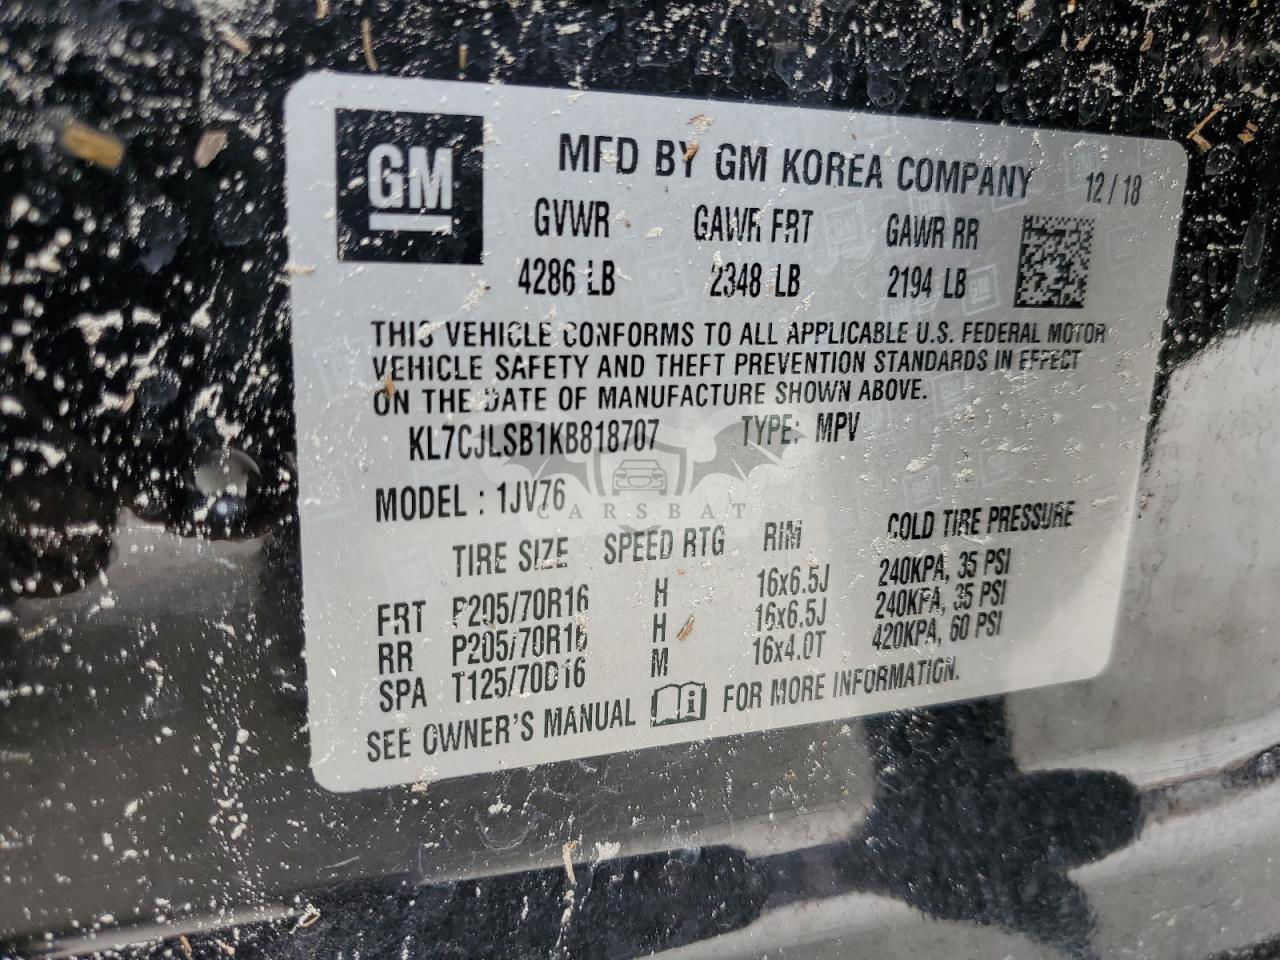 GM
MFD BY GM KOREA COMPANY 12/18
GVWR GAWR FRT GAWR RR
4286 LB 2348 LB 2194 LB
THIS VEHICLE CONFORMS TO ALL APPLICABLE U.S. FEDERAL MOTOR
VEHICLE SAFETY AND THEFT PREVENTION STANDARDS IN EFFECT
ON THE DATE OF MANUFACTURE SHOWN ABOVE.
KL7CJLSB1KB818707 TYPE: MPV
CARSBAT
MODEL: 1JV76
TIRE SIZE SPEED RTG RIM COLD TIRE PRESSURE
FRT P205/70R16 H 16x6.5J 240KPA, 35 PSI
RR P205/70R16 H 16x6.5J 240KPA, 35 PSI
SPA T125/70D16 M 16x4.0T 420KPA, 60 PSI
SEE OWNER'S MANUAL i FOR MORE INFORMATION.